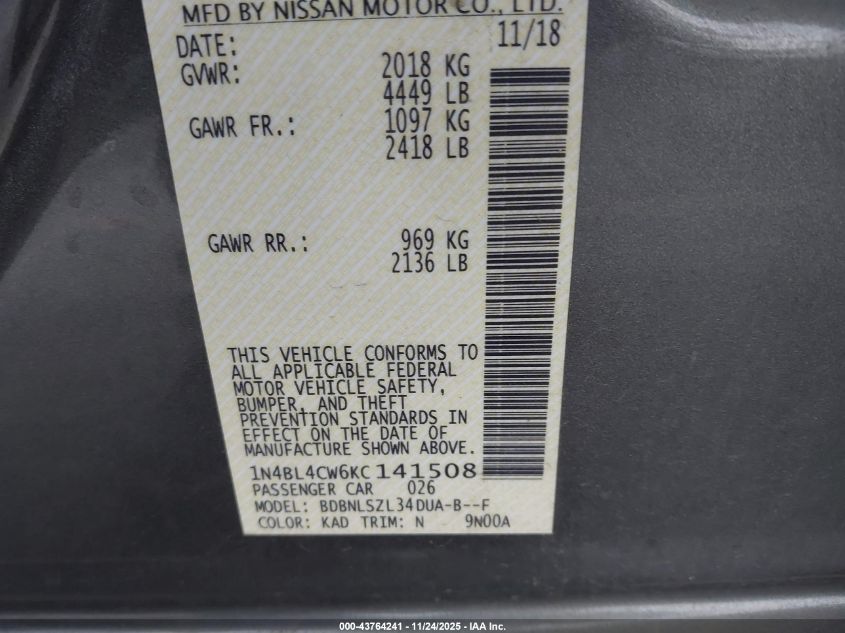 MFD BY NISSAN MOTOR CO., LTD.
DATE: 11/18
GVWR: 2018 KG
4449 LB
GAWR FR.: 1097 KG
2418 LB
GAWR RR.: 969 KG
2136 LB
THIS VEHICLE CONFORMS TO
ALL APPLICABLE FEDERAL
MOTOR VEHICLE SAFETY,
BUMPER, AND THEFT
PREVENTION STANDARDS IN
EFFECT ON THE DATE OF
MANUFACTURE SHOWN ABOVE.
1N4BL4CW6KC141508
PASSENGER CAR 026
MODEL: BDBNLSZL34DUA-B--F
COLOR: KAD TRIM: N 9N00A
000-43764241 - 11/24/2025 - IAA Inc.